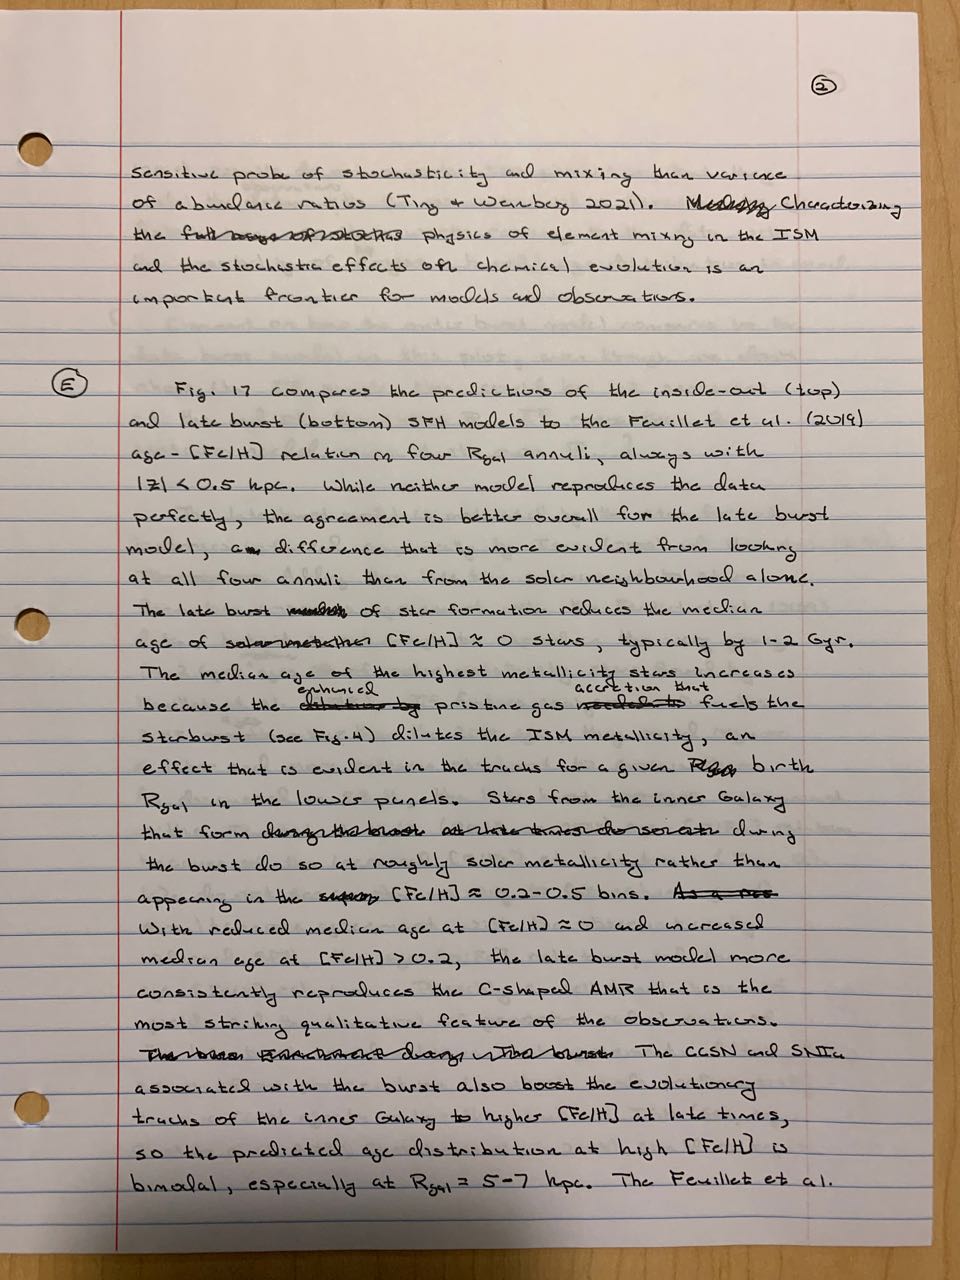 2
sensitive probe of stochasticity and mixing than variance
of abundance ratios (Ting + Weinberg 2021). Characterizing
the physics of element mixing in the ISM
and the stochastic effects on chemical evolution is an
important frontier for models and observations.
E Fig. 17 compares the predictions of the inside-out (top)
and late burst (bottom) SFH models to the Feuillet et al. (2019)
age-[Fe/H] relation in four Rgal annuli, always with
|z| < 0.5 kpc. While neither model reproduces the data
perfectly, the agreement is better overall for the late burst
model, a difference that is more evident from looking
at all four annuli than from the solar neighbourhood alone.
The late burst of star formation reduces the median
age of [Fe/H] ≈ 0 stars, typically by 1-2 Gyr.
The median age of the highest metallicity stars increases
because the enhanced pristine gas accretion that fuels the
starburst (see Fig. 4) dilutes the ISM metallicity, an
effect that is evident in the tracks for a given birth
Rgal in the lower panels. Stars from the inner Galaxy
that form during
the burst do so at roughly solar metallicity rather than
appearing in the [Fe/H] ≈ 0.2-0.5 bins.
With reduced median age at [Fe/H] ≈ 0 and increased
median age at [Fe/H] > 0.2, the late burst model more
consistently reproduces the C-shaped AMR that is the
most striking qualitative feature of the observations.
The CCSN and SNIa
associated with the burst also boost the evolutionary
tracks of the inner Galaxy to higher [Fe/H] at late times,
so the predicted age distribution at high [Fe/H] is
bimodal, especially at Rgal = 5-7 kpc. The Feuillet et al.